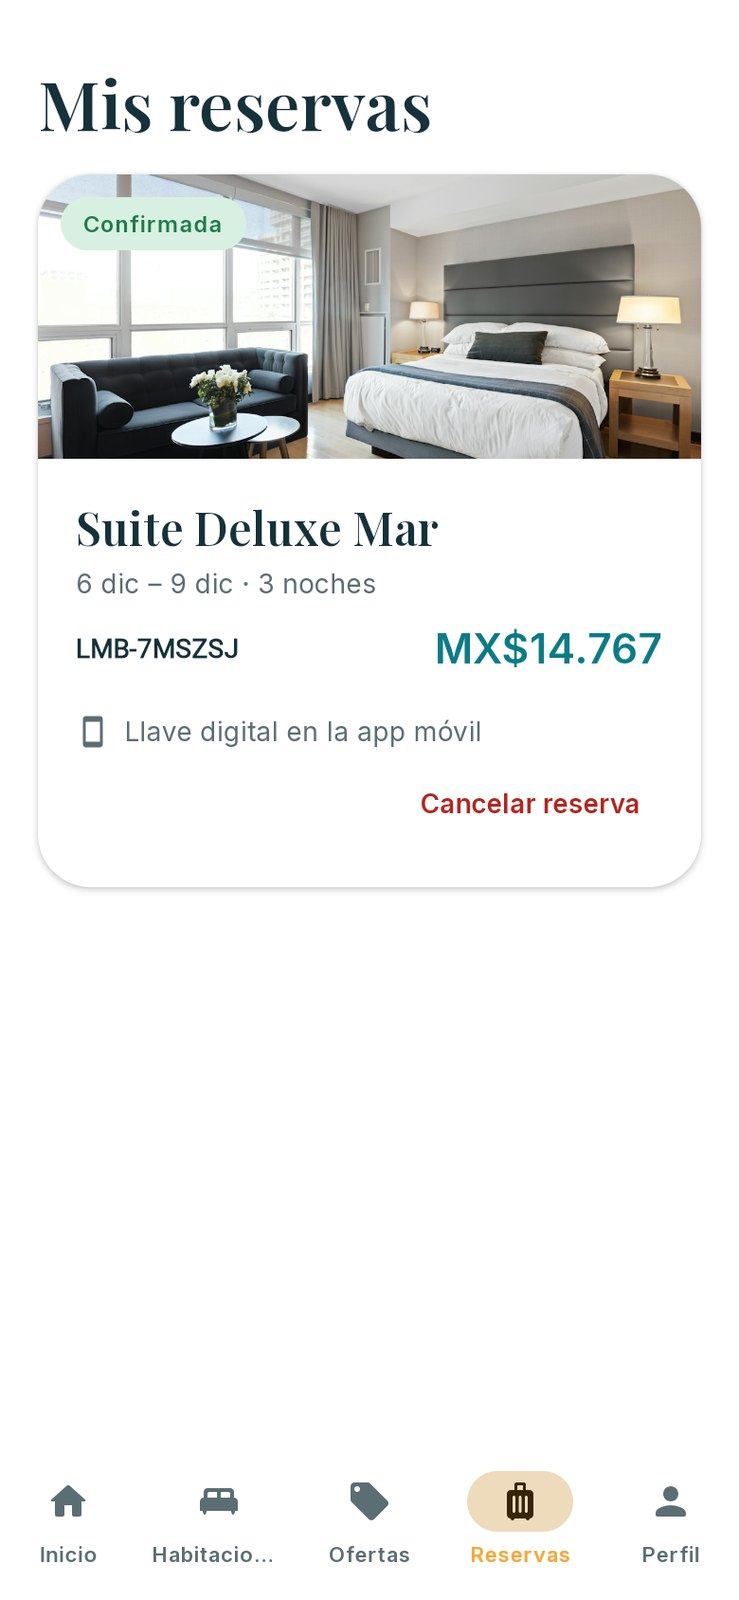 Mis reservas
Confirmada
Suite Deluxe Mar
6 dic – 9 dic · 3 noches
LMB-7MSZSJ
MX$14.767
Llave digital en la app móvil
Cancelar reserva
Inicio
Habitacio...
Ofertas
Reservas
Perfil